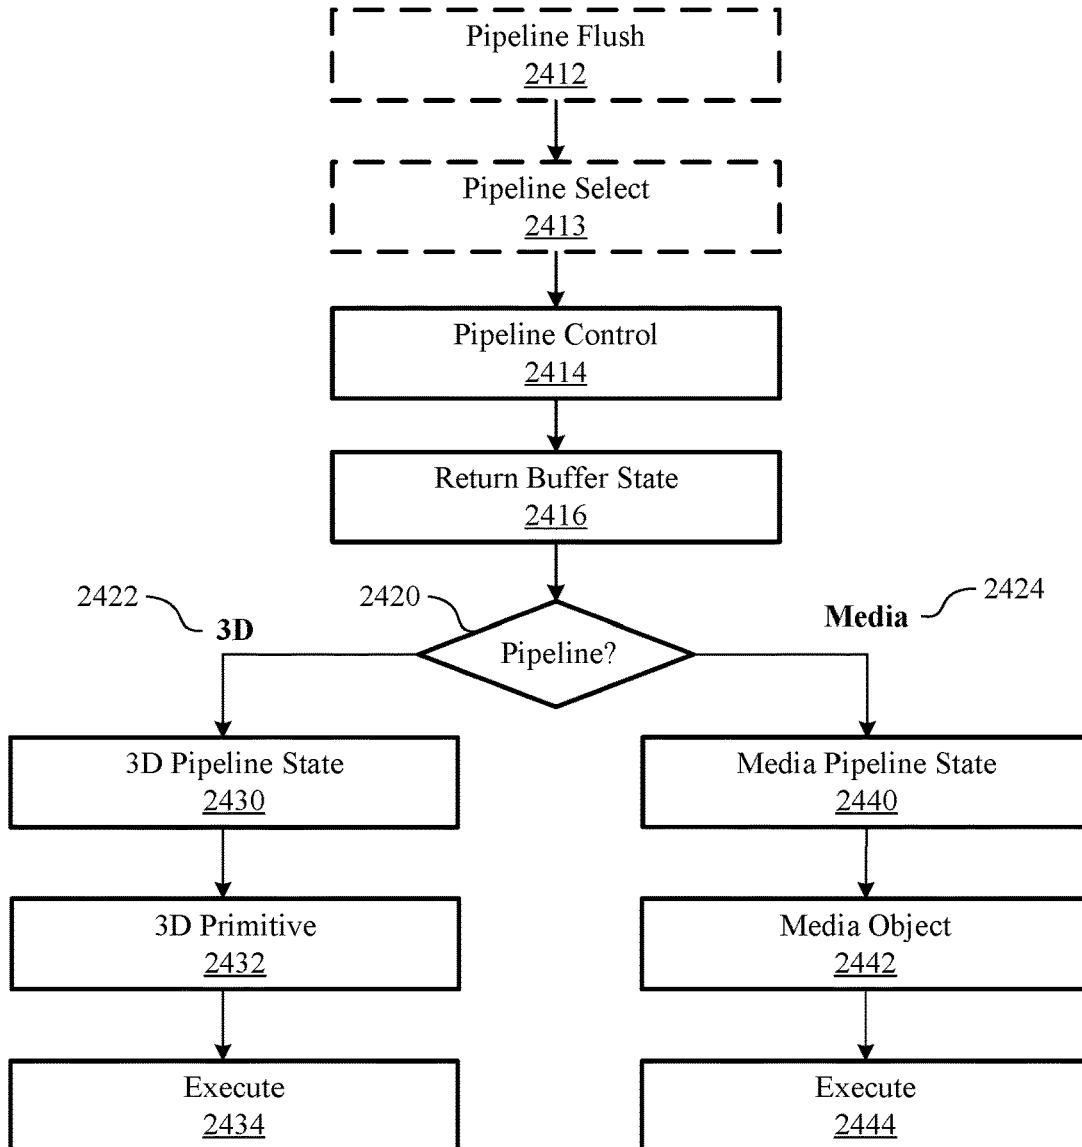 Pipeline Flush
2412
Pipeline Select
2413
Pipeline Control
2414
Return Buffer State
2416
2422
3D
2420
Pipeline?
Media
2424
3D Pipeline State
2430
Media Pipeline State
2440
3D Primitive
2432
Media Object
2442
Execute
2434
Execute
2444